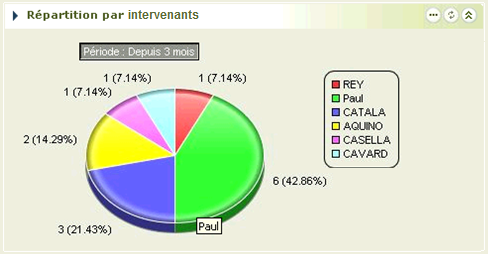 Répartition par intervenants
Période : Depuis 3 mois
1 (7.14%)
1 (7.14%)
1 (7.14%)
2 (14.29%)
6 (42.86%)
3 (21.43%)
Paul
REY
Paul
CATALA
AQUINO
CASELLA
CAVARD